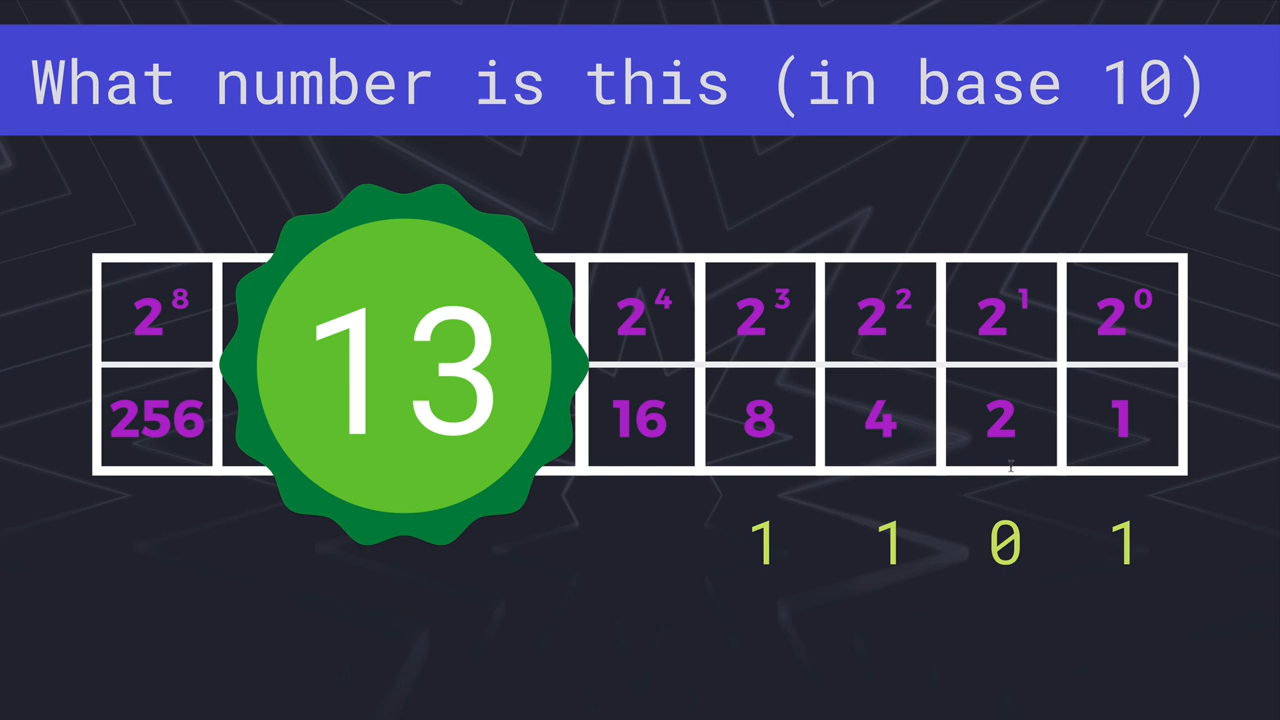 What number is this (in base 10)
2⁸ 2⁴ 2³ 2² 2¹ 2⁰
13
256 16 8 4 2 1
1 1 0 1